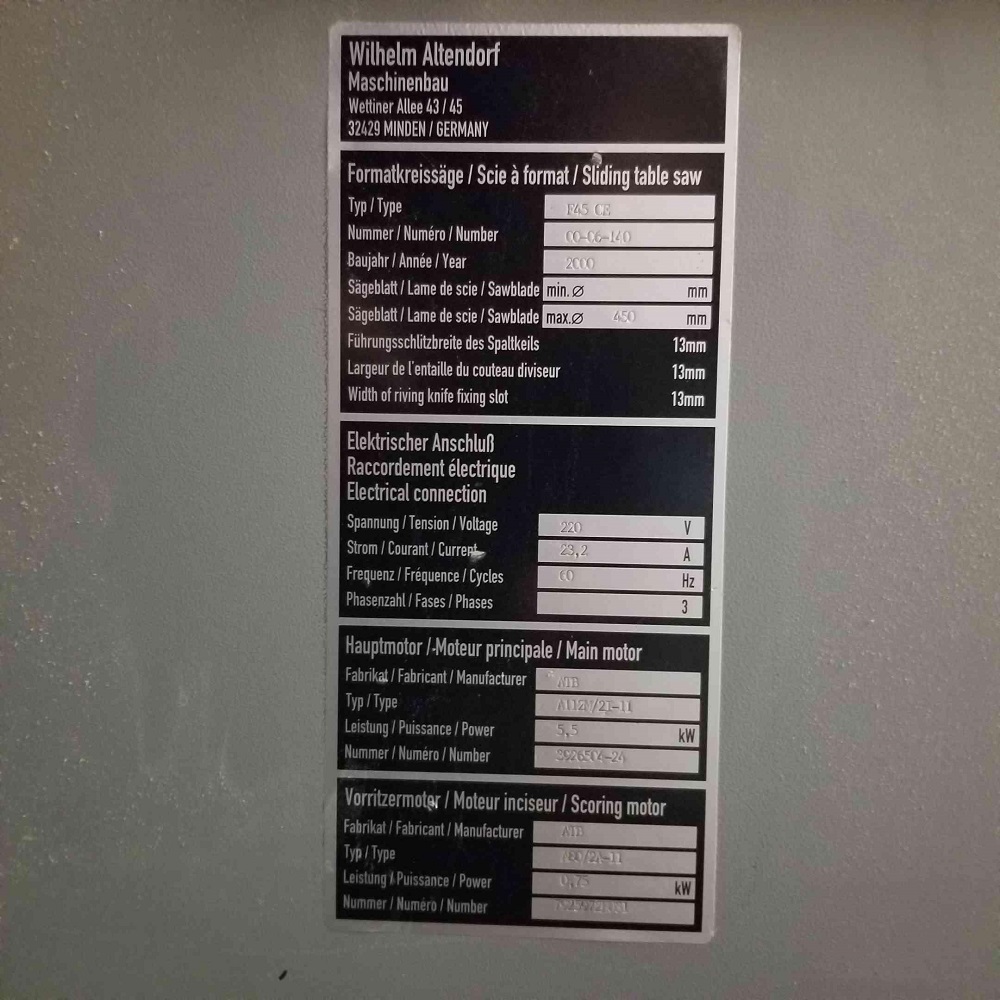 Wilhelm Altendorf
Maschinenbau
Wettiner Allee 43 / 45
32429 MINDEN / GERMANY
Formatkreissäge / Scie à format / Sliding table saw
Typ / Type F45 CE
Nummer / Numéro / Number 00-06-140
Baujahr / Année / Year 2000
Sägeblatt / Lame de scie / Sawblade min. ⌀ mm
Sägeblatt / Lame de scie / Sawblade max. ⌀ 450 mm
Führungsschlitzbreite des Spaltkeils 13mm
Largeur de l'entaille du couteau diviseur 13mm
Width of riving knife fixing slot 13mm
Elektrischer Anschluß
Raccordement électrique
Electrical connection
Spannung / Tension / Voltage 220 V
Strom / Courant / Current 23,2 A
Frequenz / Fréquence / Cycles 60 Hz
Phasenzahl / Fases / Phases 3
Hauptmotor / Moteur principale / Main motor
Fabrikat / Fabricant / Manufacturer ATB
Typ / Type
Leistung / Puissance / Power 5,5 kW
Nummer / Numéro / Number
Vorritzermotor / Moteur inciseur / Scoring motor
Fabrikat / Fabricant / Manufacturer ATB
Typ / Type
Leistung / Puissance / Power 0,75 kW
Nummer / Numéro / Number